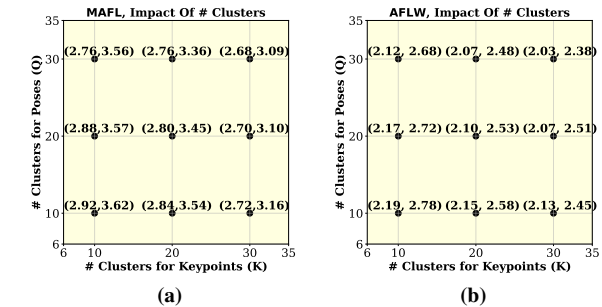 MAFL, Impact Of # Clusters
# Clusters for Poses (Q)
35
30
20
10
6
(2.76,3.56) (2.76,3.36) (2.68,3.09)
(2.88,3.57) (2.80,3.45) (2.70,3.10)
(2.92,3.62) (2.84,3.54) (2.72,3.16)
6 10 20 30 35
# Clusters for Keypoints (K)
(a)
AFLW, Impact Of # Clusters
# Clusters for Poses (Q)
35
30
20
10
6
(2.12, 2.68) (2.07, 2.48) (2.03, 2.38)
(2.17, 2.72) (2.10, 2.53) (2.07, 2.51)
(2.19, 2.78) (2.15, 2.58) (2.13, 2.45)
6 10 20 30 35
# Clusters for Keypoints (K)
(b)